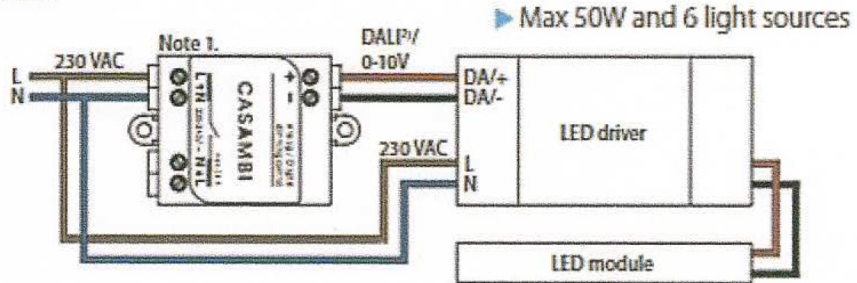 ▶ Max 50W and 6 light sources
Note 1.
DALI²⁾/
0-10V
230 VAC
L
N
L+N
N+L
CASAMBI
+
-
DA/+
DA/-
LED driver
230 VAC
L
N
LED module